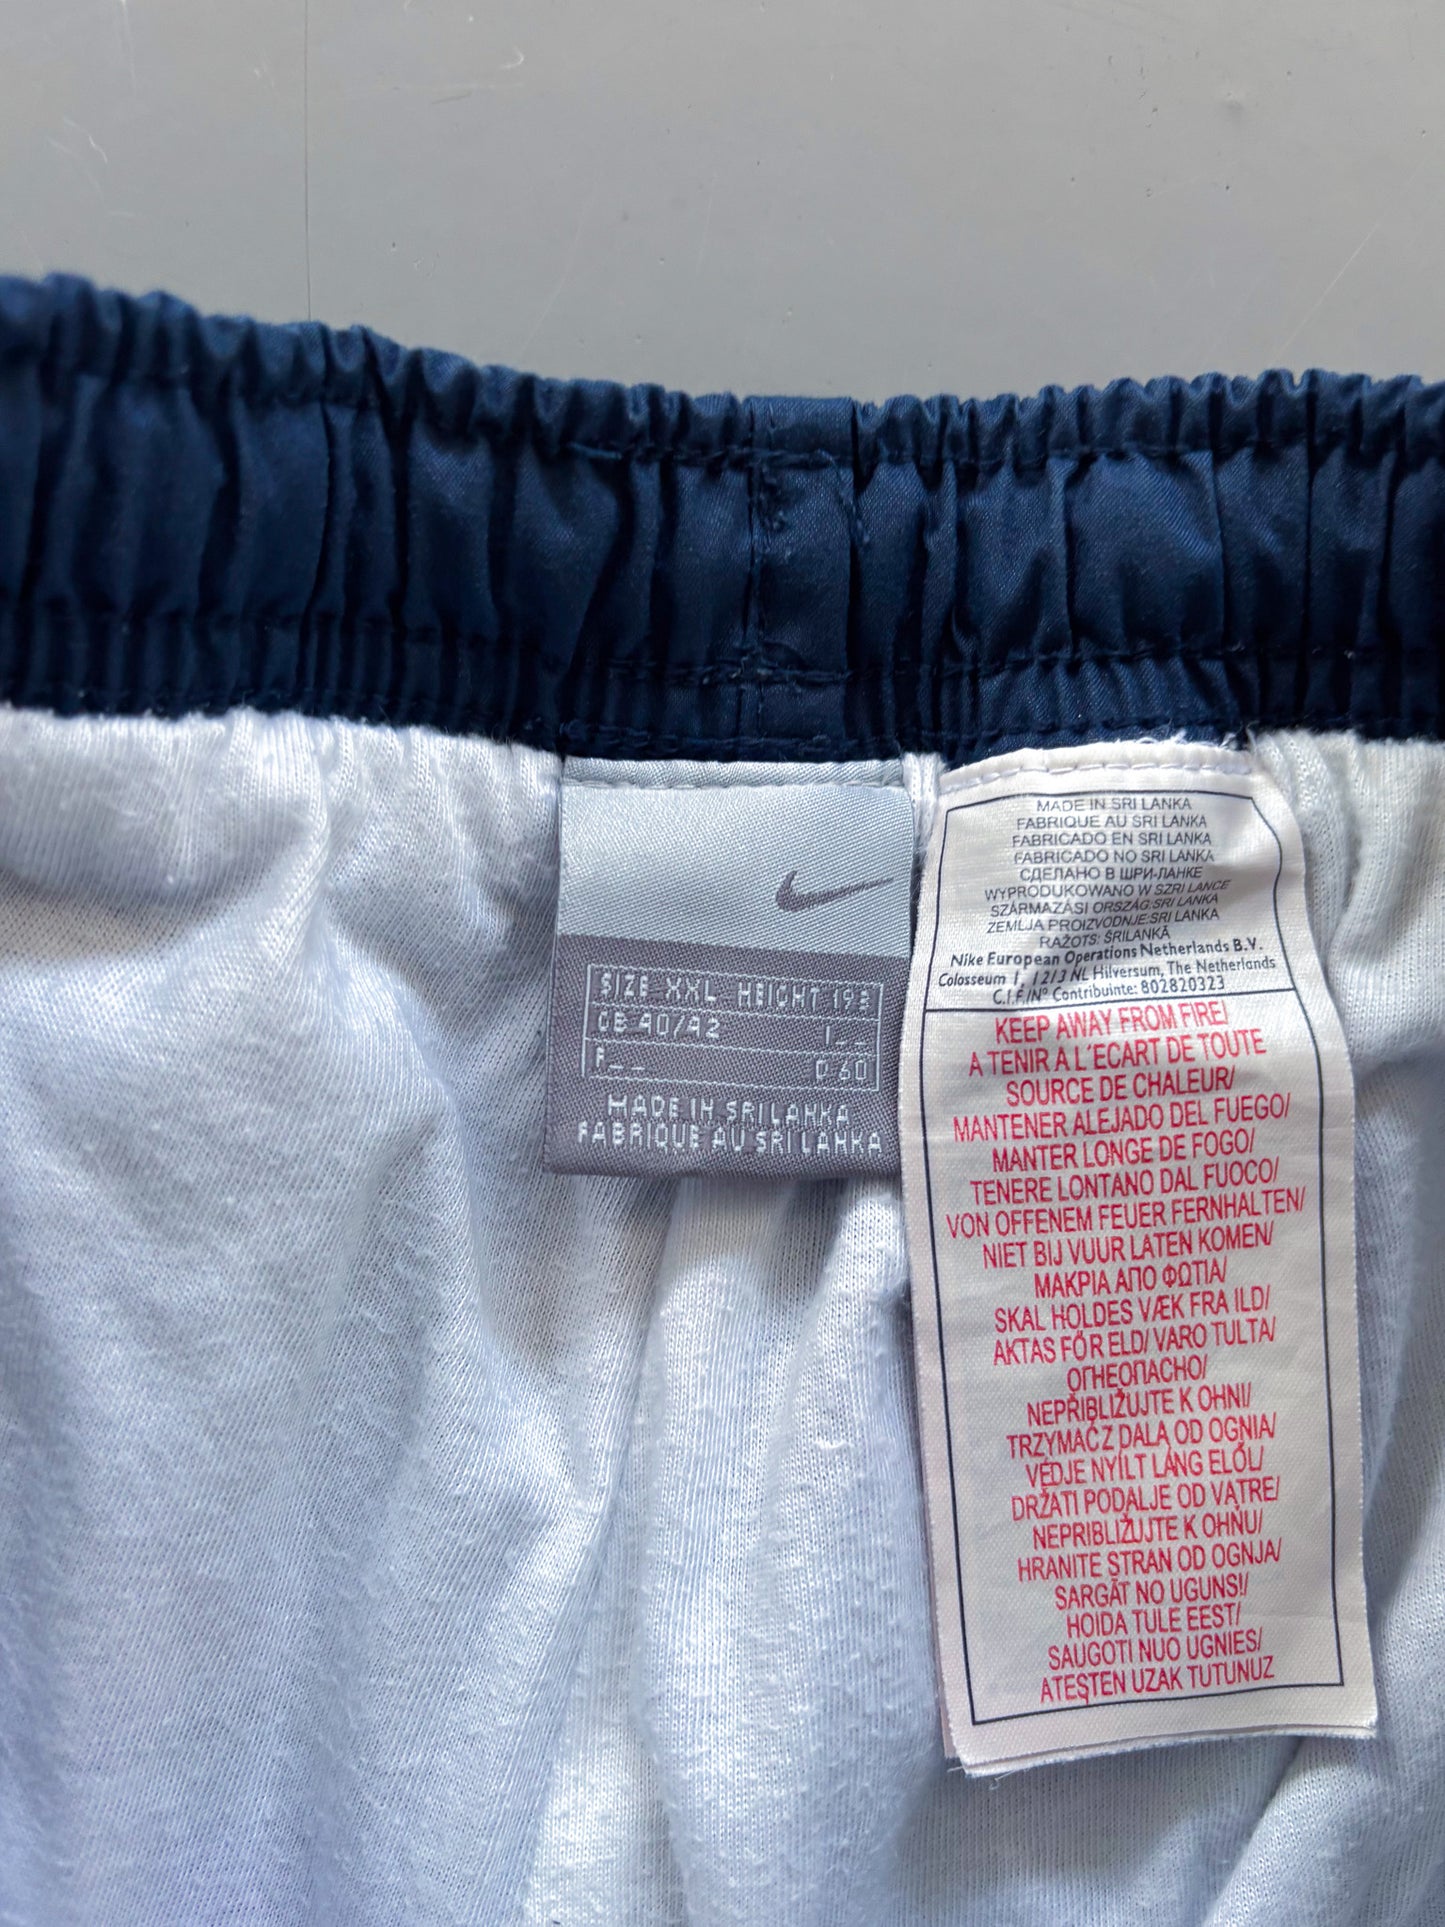 SIZE XXL HEIGHT 198
GB 40/42 I_ _
F_ _ D 60
MADE IN SRI LANKA
FABRIQUE AU SRI LANKA
MADE IN SRI LANKA
FABRIQUE AU SRI LANKA
FABRICADO EN SRI LANKA
FABRICADO NO SRI LANKA
СДЕЛАНО В ШРИ-ЛАНКЕ
WYPRODUKOWANO W SZRI LANCE
SZÁRMAZÁSI ORSZÁG:SRI LANKA
ZEMLJA PROIZVODNJE:SRI LANKA
RAŽOTS: ŠRILANKĀ
Nike European Operations Netherlands B.V.
Colosseum 1, 1213 NL Hilversum, The Netherlands
C.I.F./N° Contribuinte: 802820323
KEEP AWAY FROM FIRE/
A TENIR À L'ECART DE TOUTE
SOURCE DE CHALEUR/
MANTENER ALEJADO DEL FUEGO/
MANTER LONGE DE FOGO/
TENERE LONTANO DAL FUOCO/
VON OFFENEM FEUER FERNHALTEN/
NIET BIJ VUUR LATEN KOMEN/
ΜΑΚΡΙΑ ΑΠΟ ΦΩΤΙΑ/
SKAL HOLDES VÆK FRA ILD/
AKTAS FÖR ELD/ VARO TULTA/
ОГНЕОПАСНО/
NEPŘIBLIŽUJTE K OHNI/
TRZYMAĆ Z DALA OD OGNIA/
VÉDJE NYÍLT LÁNG ELŐL/
DRŽATI PODALJE OD VATRE/
NEPRIBLIŽUJTE K OHŇU/
HRANITE STRAN OD OGNJA/
SARGĀT NO UGUNS!/
HOIDA TULE EEST/
SAUGOTI NUO UGNIES/
ATEŞTEN UZAK TUTUNUZ